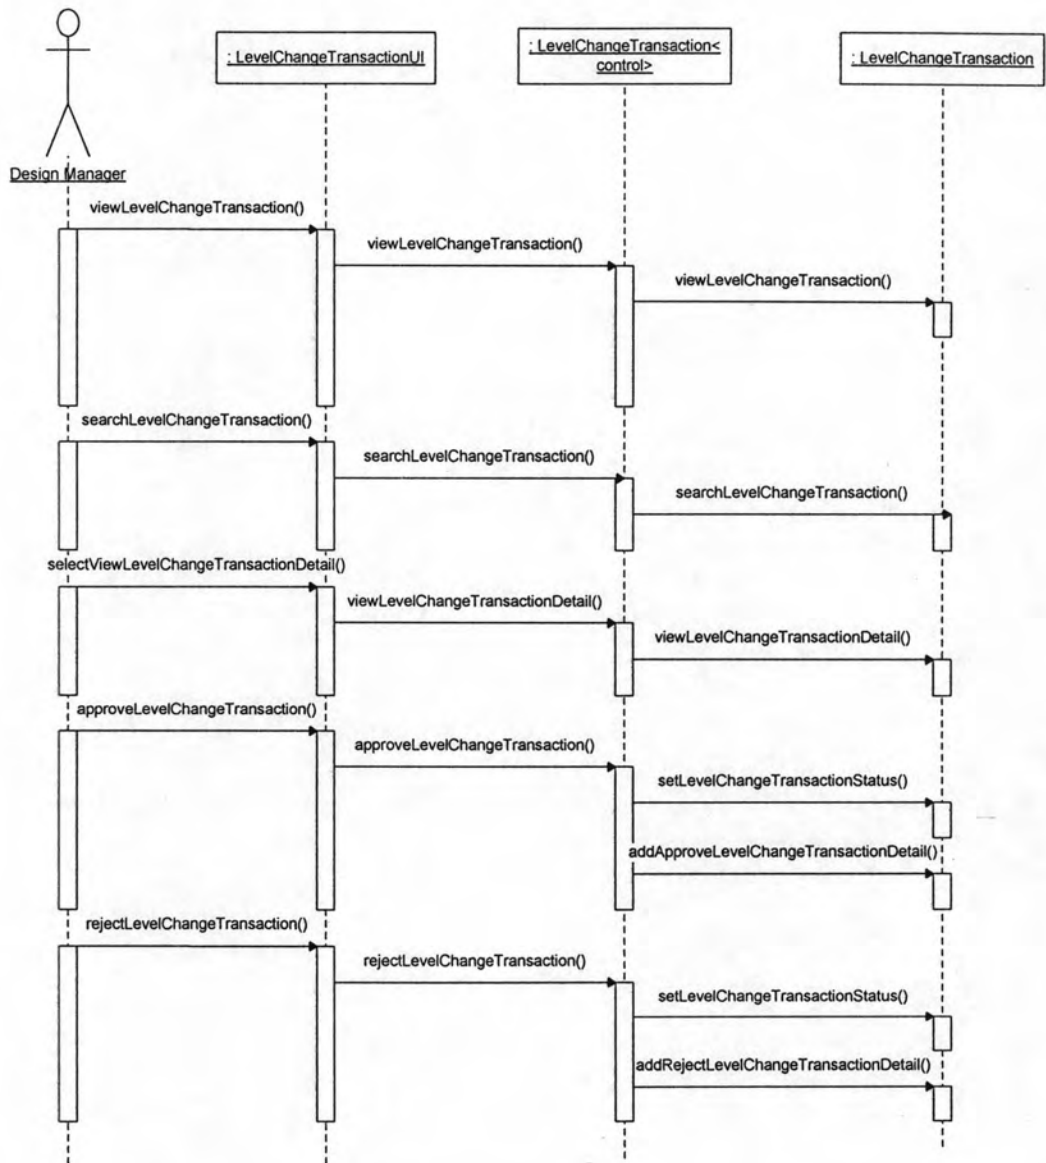 : LevelChangeTransactionUI
: LevelChangeTransaction<
control>
: LevelChangeTransaction
Design Manager
viewLevelChangeTransaction()
viewLevelChangeTransaction()
viewLevelChangeTransaction()
searchLevelChangeTransaction()
searchLevelChangeTransaction()
searchLevelChangeTransaction()
selectViewLevelChangeTransactionDetail()
viewLevelChangeTransactionDetail()
viewLevelChangeTransactionDetail()
approveLevelChangeTransaction()
approveLevelChangeTransaction()
setLevelChangeTransactionStatus()
addApproveLevelChangeTransactionDetail()
rejectLevelChangeTransaction()
rejectLevelChangeTransaction()
setLevelChangeTransactionStatus()
addRejectLevelChangeTransactionDetail()